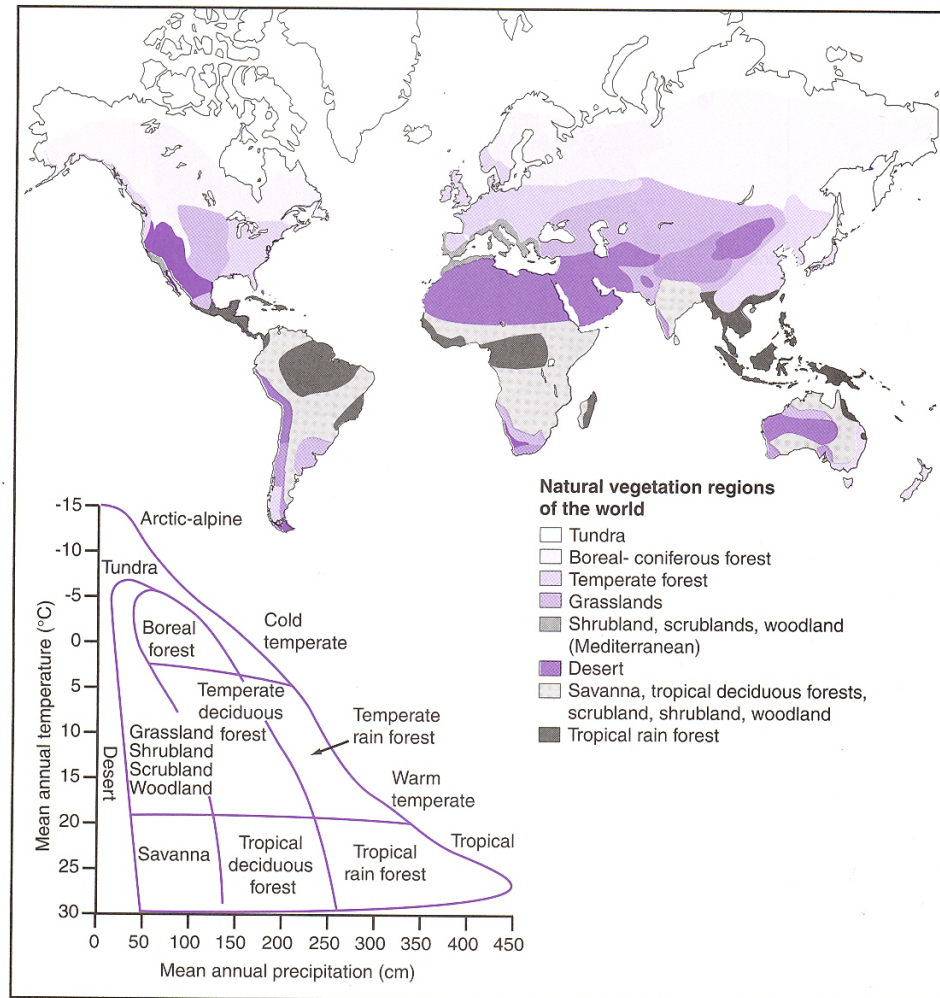 Natural vegetation regions
of the world
Tundra
Boreal- coniferous forest
Temperate forest
Grasslands
Shrubland, scrublands, woodland
(Mediterranean)
Desert
Savanna, tropical deciduous forests,
scrubland, shrubland, woodland
Tropical rain forest
Mean annual temperature (°C)
-15
-10
-5
0
5
10
15
20
25
30
Arctic-alpine
Tundra
Cold
temperate
Boreal
forest
Temperate
deciduous
forest
Temperate
rain forest
Grassland
Shrubland
Scrubland
Woodland
Desert
Warm
temperate
Tropical
Savanna
Tropical
deciduous
forest
Tropical
rain forest
0 50 100 150 200 250 300 350 400 450
Mean annual precipitation (cm)